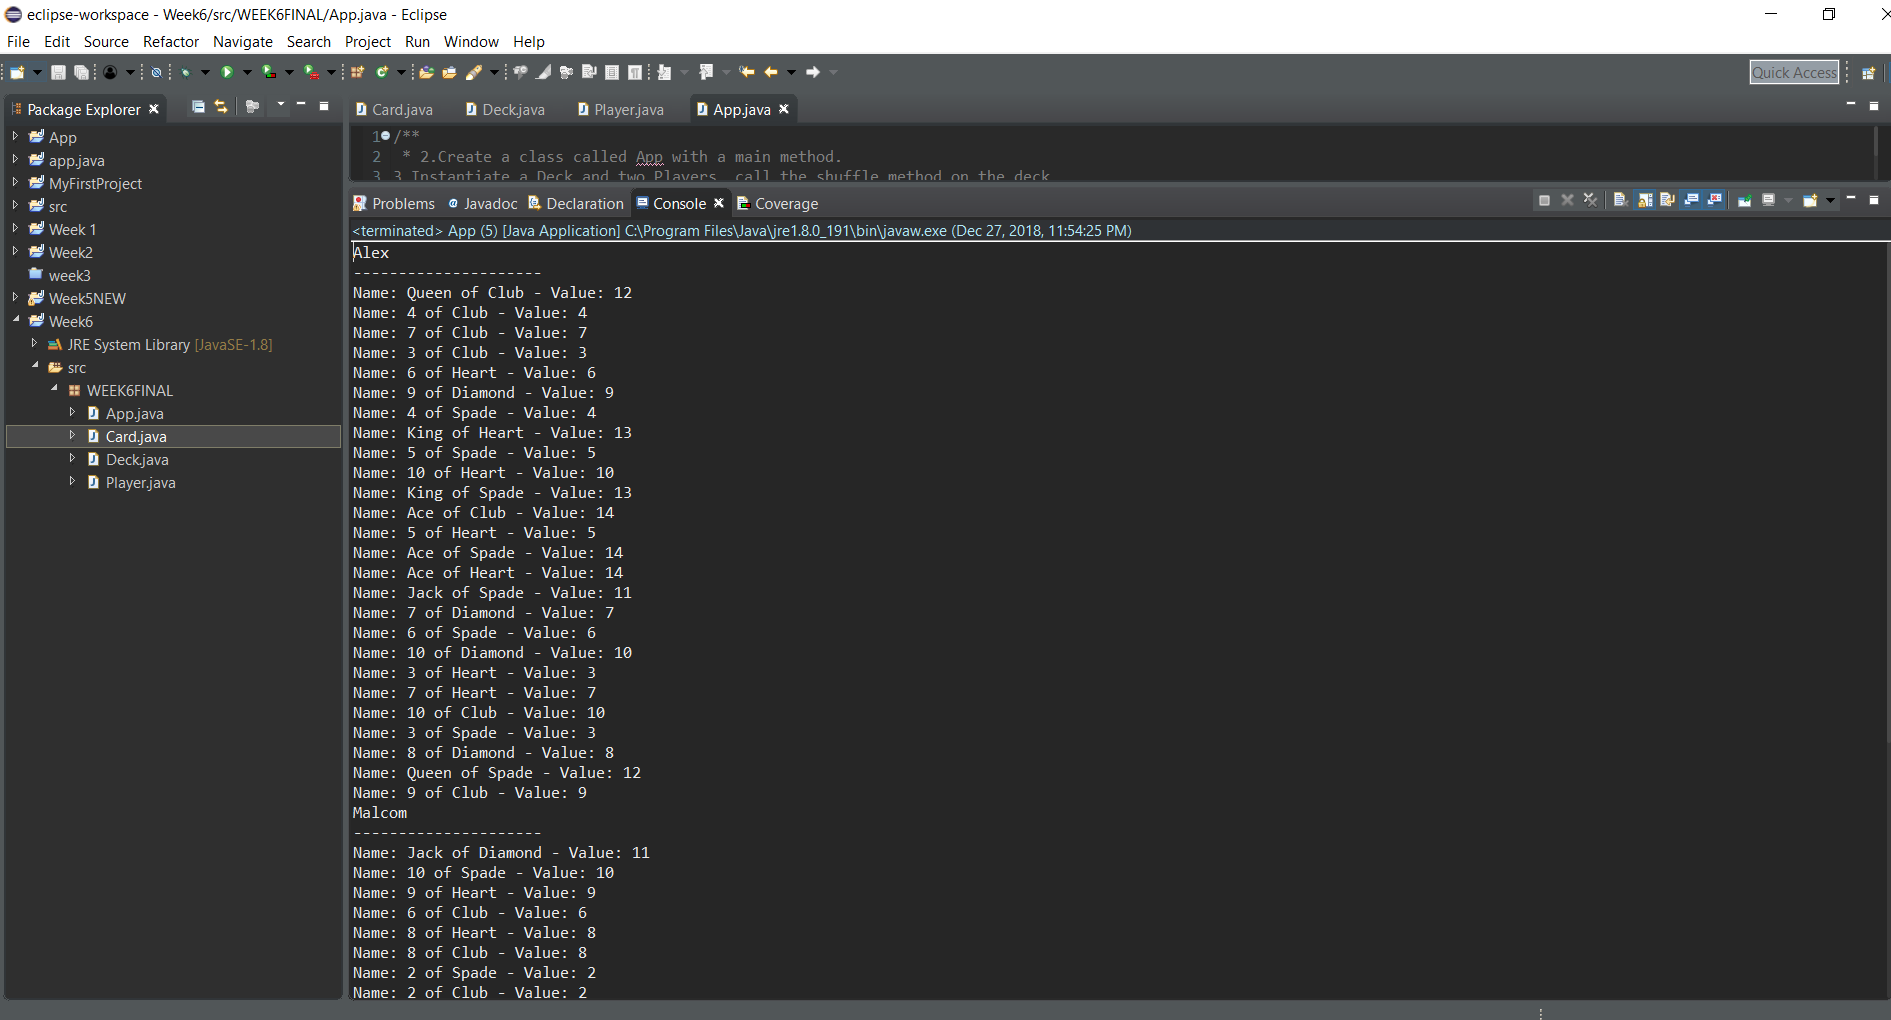 eclipse-workspace - Week6/src/WEEK6FINAL/App.java - Eclipse
File Edit Source Refactor Navigate Search Project Run Window Help
Quick Access
Package Explorer
App
app.java
MyFirstProject
src
Week 1
Week2
week3
Week5NEW
Week6
JRE System Library [JavaSE-1.8]
src
WEEK6FINAL
App.java
Card.java
Deck.java
Player.java
Card.java Deck.java Player.java App.java
1 /**
2 * 2.Create a class called App with a main method.
3 3 Instantiate a Deck and two Players call the shuffle method on the deck
Problems Javadoc Declaration Console Coverage
<terminated> App (5) [Java Application] C:\Program Files\Java\jre1.8.0_191\bin\javaw.exe (Dec 27, 2018, 11:54:25 PM)
Alex
---------------------
Name: Queen of Club - Value: 12
Name: 4 of Club - Value: 4
Name: 7 of Club - Value: 7
Name: 3 of Club - Value: 3
Name: 6 of Heart - Value: 6
Name: 9 of Diamond - Value: 9
Name: 4 of Spade - Value: 4
Name: King of Heart - Value: 13
Name: 5 of Spade - Value: 5
Name: 10 of Heart - Value: 10
Name: King of Spade - Value: 13
Name: Ace of Club - Value: 14
Name: 5 of Heart - Value: 5
Name: Ace of Spade - Value: 14
Name: Ace of Heart - Value: 14
Name: Jack of Spade - Value: 11
Name: 7 of Diamond - Value: 7
Name: 6 of Spade - Value: 6
Name: 10 of Diamond - Value: 10
Name: 3 of Heart - Value: 3
Name: 7 of Heart - Value: 7
Name: 10 of Club - Value: 10
Name: 3 of Spade - Value: 3
Name: 8 of Diamond - Value: 8
Name: Queen of Spade - Value: 12
Name: 9 of Club - Value: 9
Malcom
---------------------
Name: Jack of Diamond - Value: 11
Name: 10 of Spade - Value: 10
Name: 9 of Heart - Value: 9
Name: 6 of Club - Value: 6
Name: 8 of Heart - Value: 8
Name: 8 of Club - Value: 8
Name: 2 of Spade - Value: 2
Name: 2 of Club - Value: 2